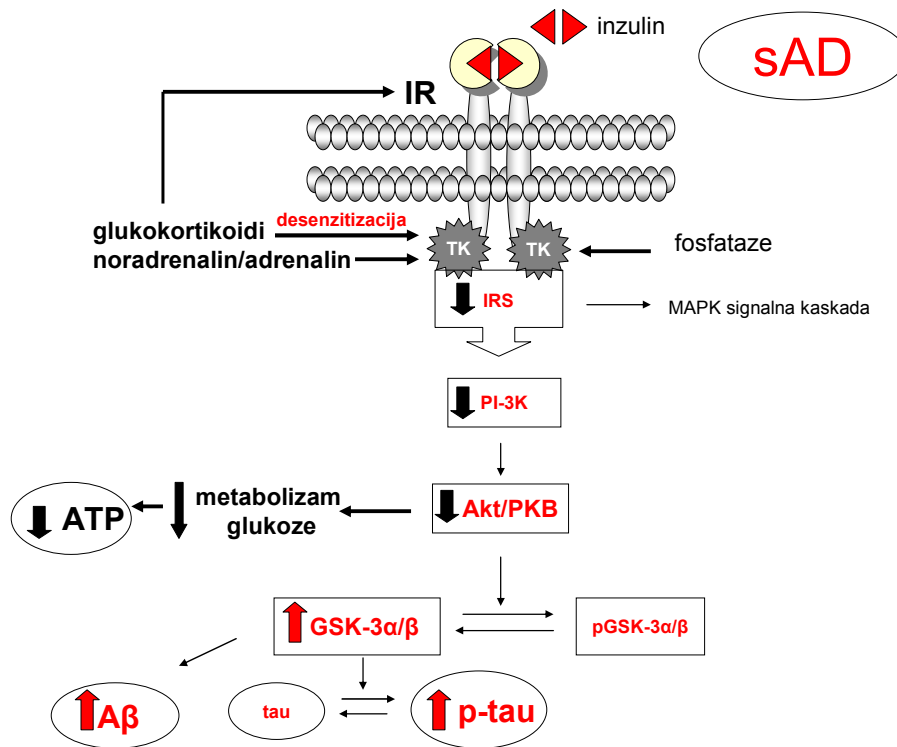 inzulin
sAD
IR
glukokortikoidi
desenzitizacija
noradrenalin/adrenalin
TK
TK
fosfataze
IRS
MAPK signalna kaskada
PI-3K
ATP
metabolizam
glukoze
Akt/PKB
GSK-3α/β
pGSK-3α/β
Aβ
tau
p-tau